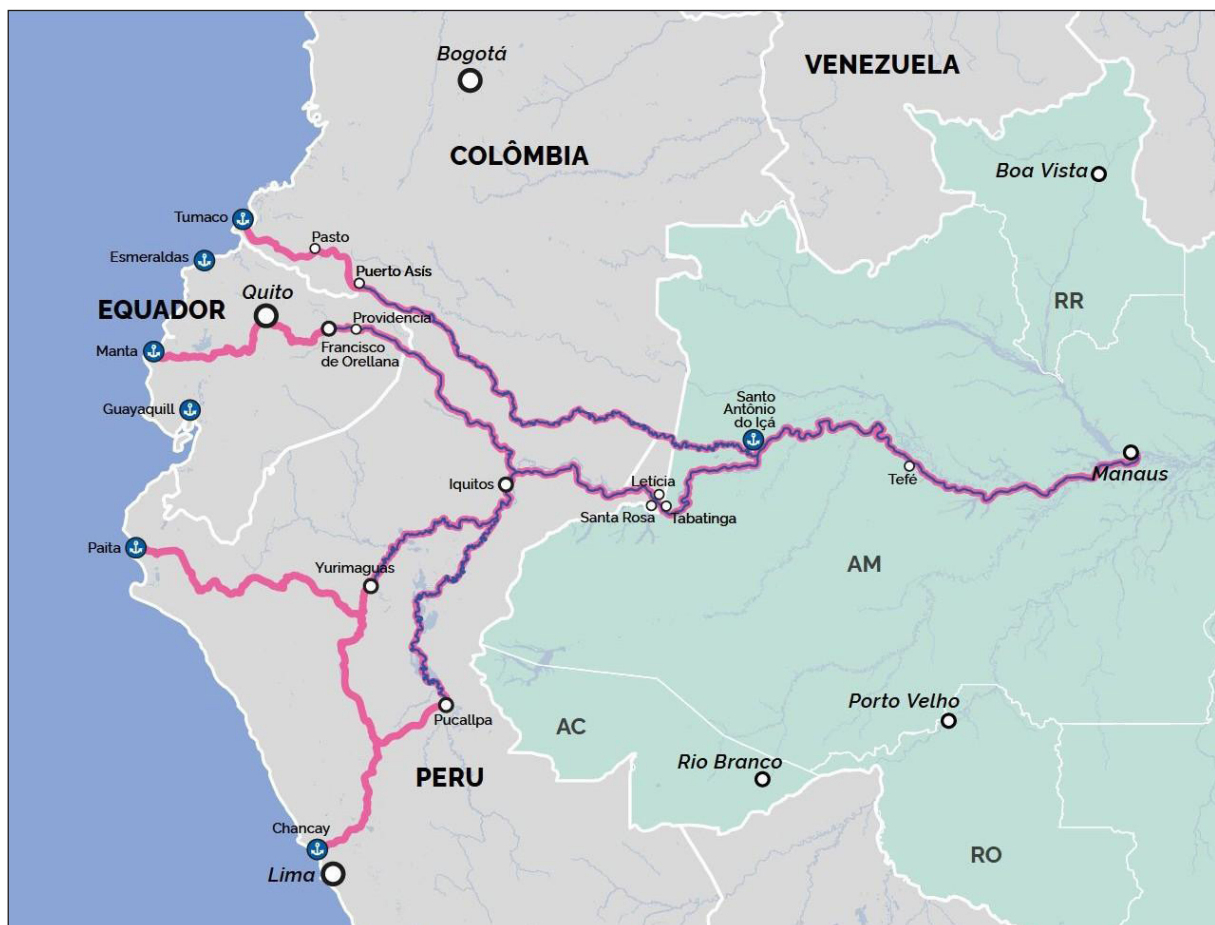 Bogotá
VENEZUELA
COLÔMBIA
Boa Vista
Tumaco
Pasto
Esmeraldas
Puerto Asís
EQUADOR
Quito
RR
Providencia
Manta
Francisco
de Orellana
Guayaquill
Santo
Antônio
do Içá
Iquitos
Letícia
Tefé
Manaus
Santa Rosa
Tabatinga
Paita
Yurimaguas
AM
Pucallpa
Porto Velho
AC
Rio Branco
PERU
Chancay
RO
Lima